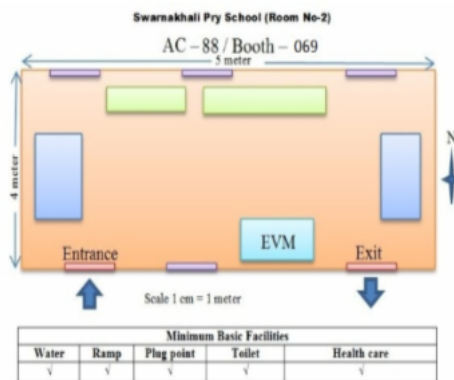 Swarnakhali Pry School (Room No-2)
AC – 88 / Booth – 069
5 meter
4 meter
N
EVM
Entrance
Exit
Scale 1 cm = 1 meter
Minimum Basic Facilities
Water Ramp Plug point Toilet Health care
√ √ √ √ √